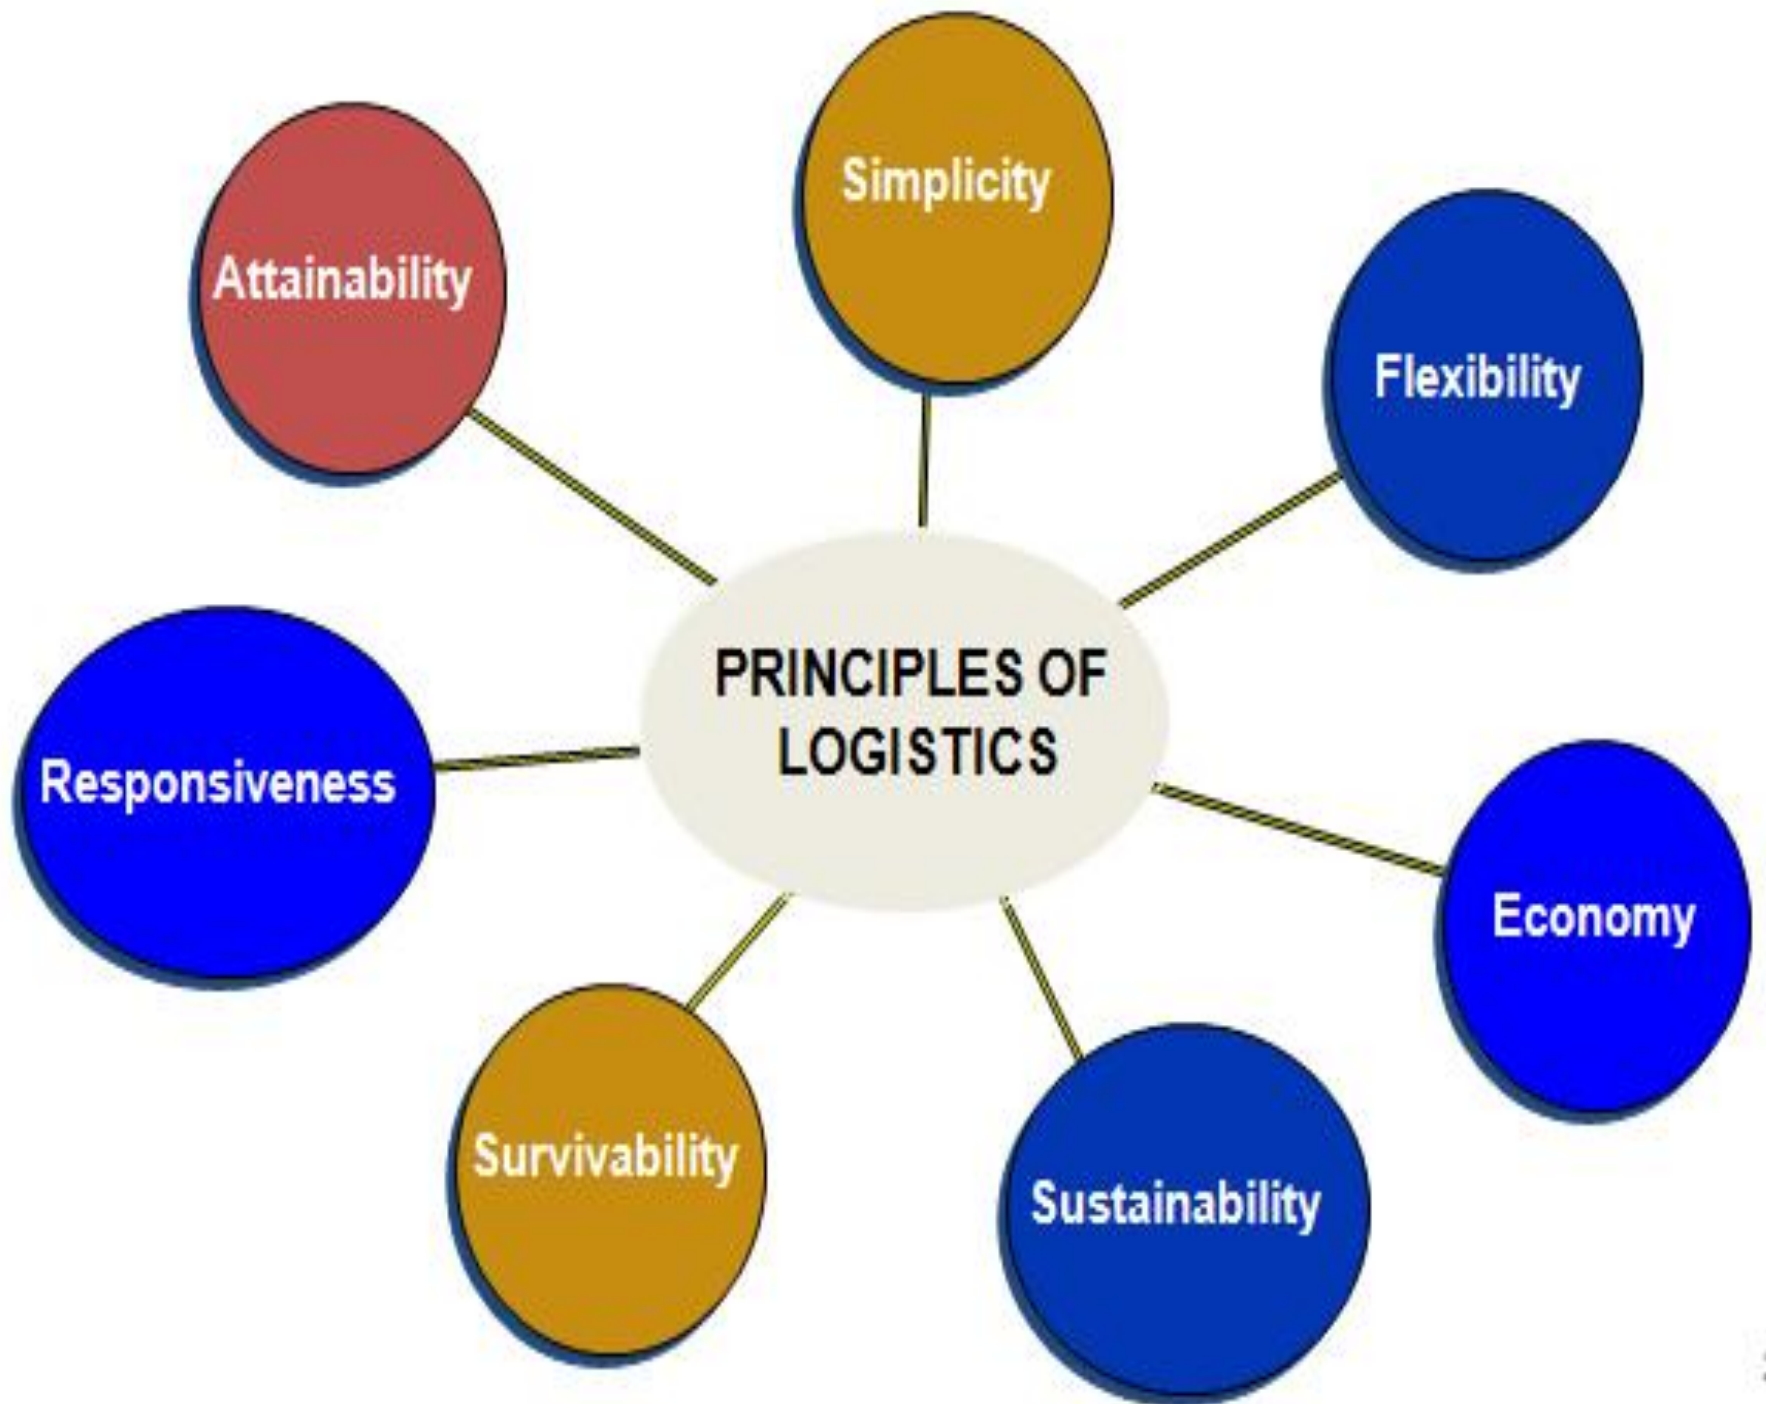 Simplicity
Attainability
Flexibility
PRINCIPLES OF
LOGISTICS
Responsiveness
Economy
Survivability
Sustainability